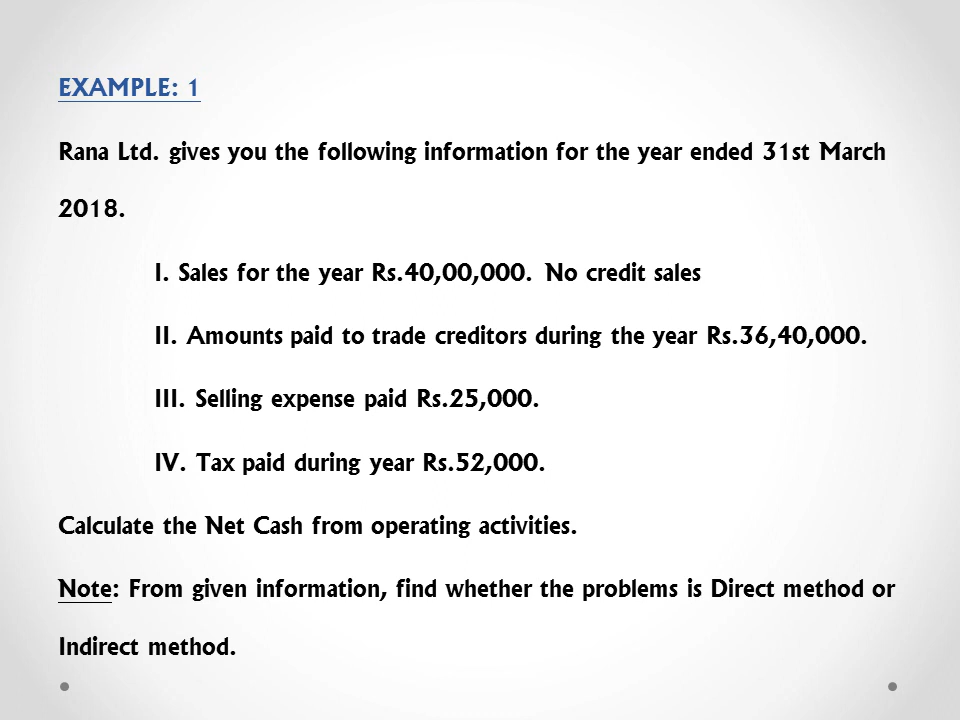 EXAMPLE: 1
Rana Ltd. gives you the following information for the year ended 31st March
2018.
I. Sales for the year Rs.40,00,000. No credit sales
II. Amounts paid to trade creditors during the year Rs.36,40,000.
III. Selling expense paid Rs.25,000.
IV. Tax paid during year Rs.52,000.
Calculate the Net Cash from operating activities.
Note: From given information, find whether the problems is Direct method or
Indirect method.